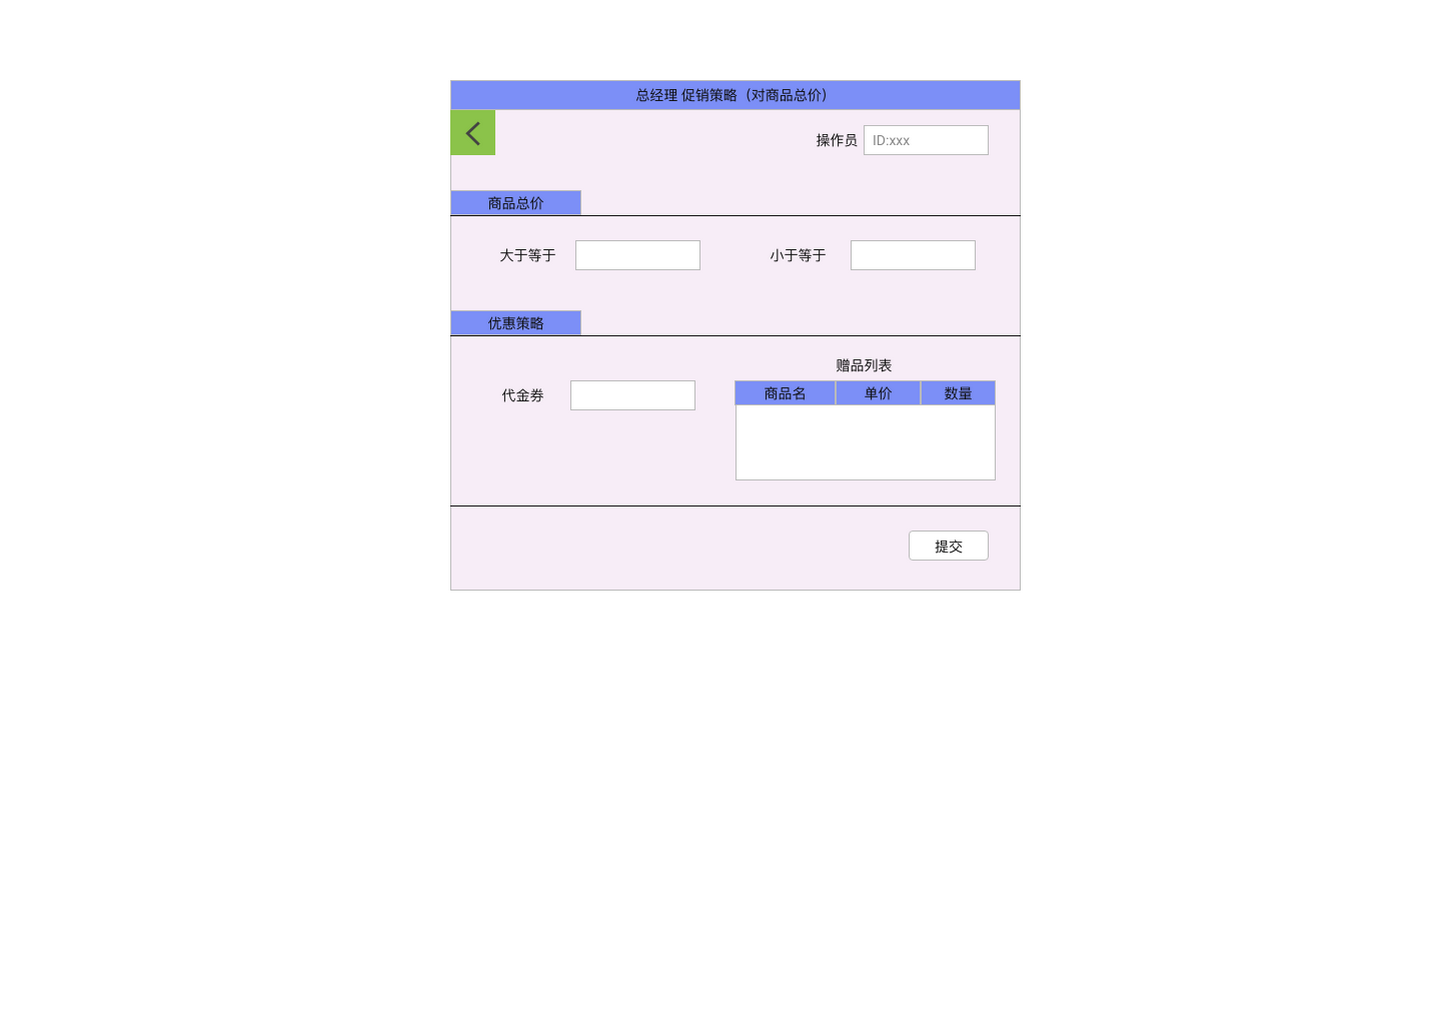 总经理 促销策略（对商品总价）
操作员 ID:xxx
商品总价
大于等于 小于等于
优惠策略
赠品列表
代金券 商品名 单价 数量
提交